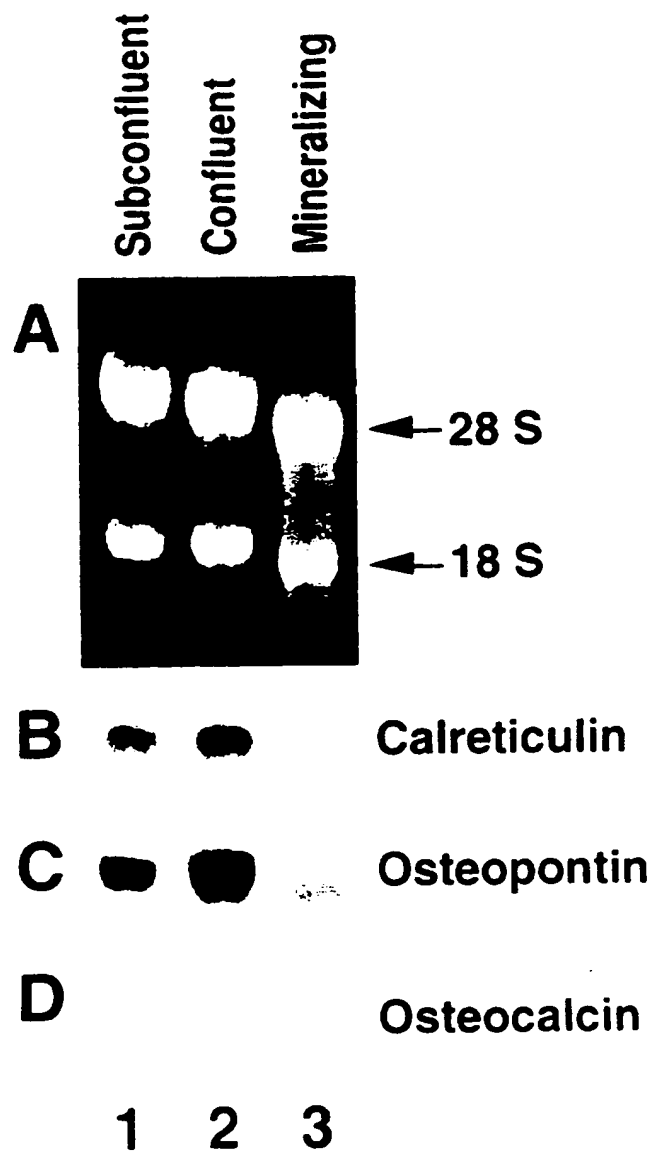 Subconfluent
Confluent
Mineralizing
A
28 S
18 S
B
Calreticulin
C
Osteopontin
D
Osteocalcin
1 2 3